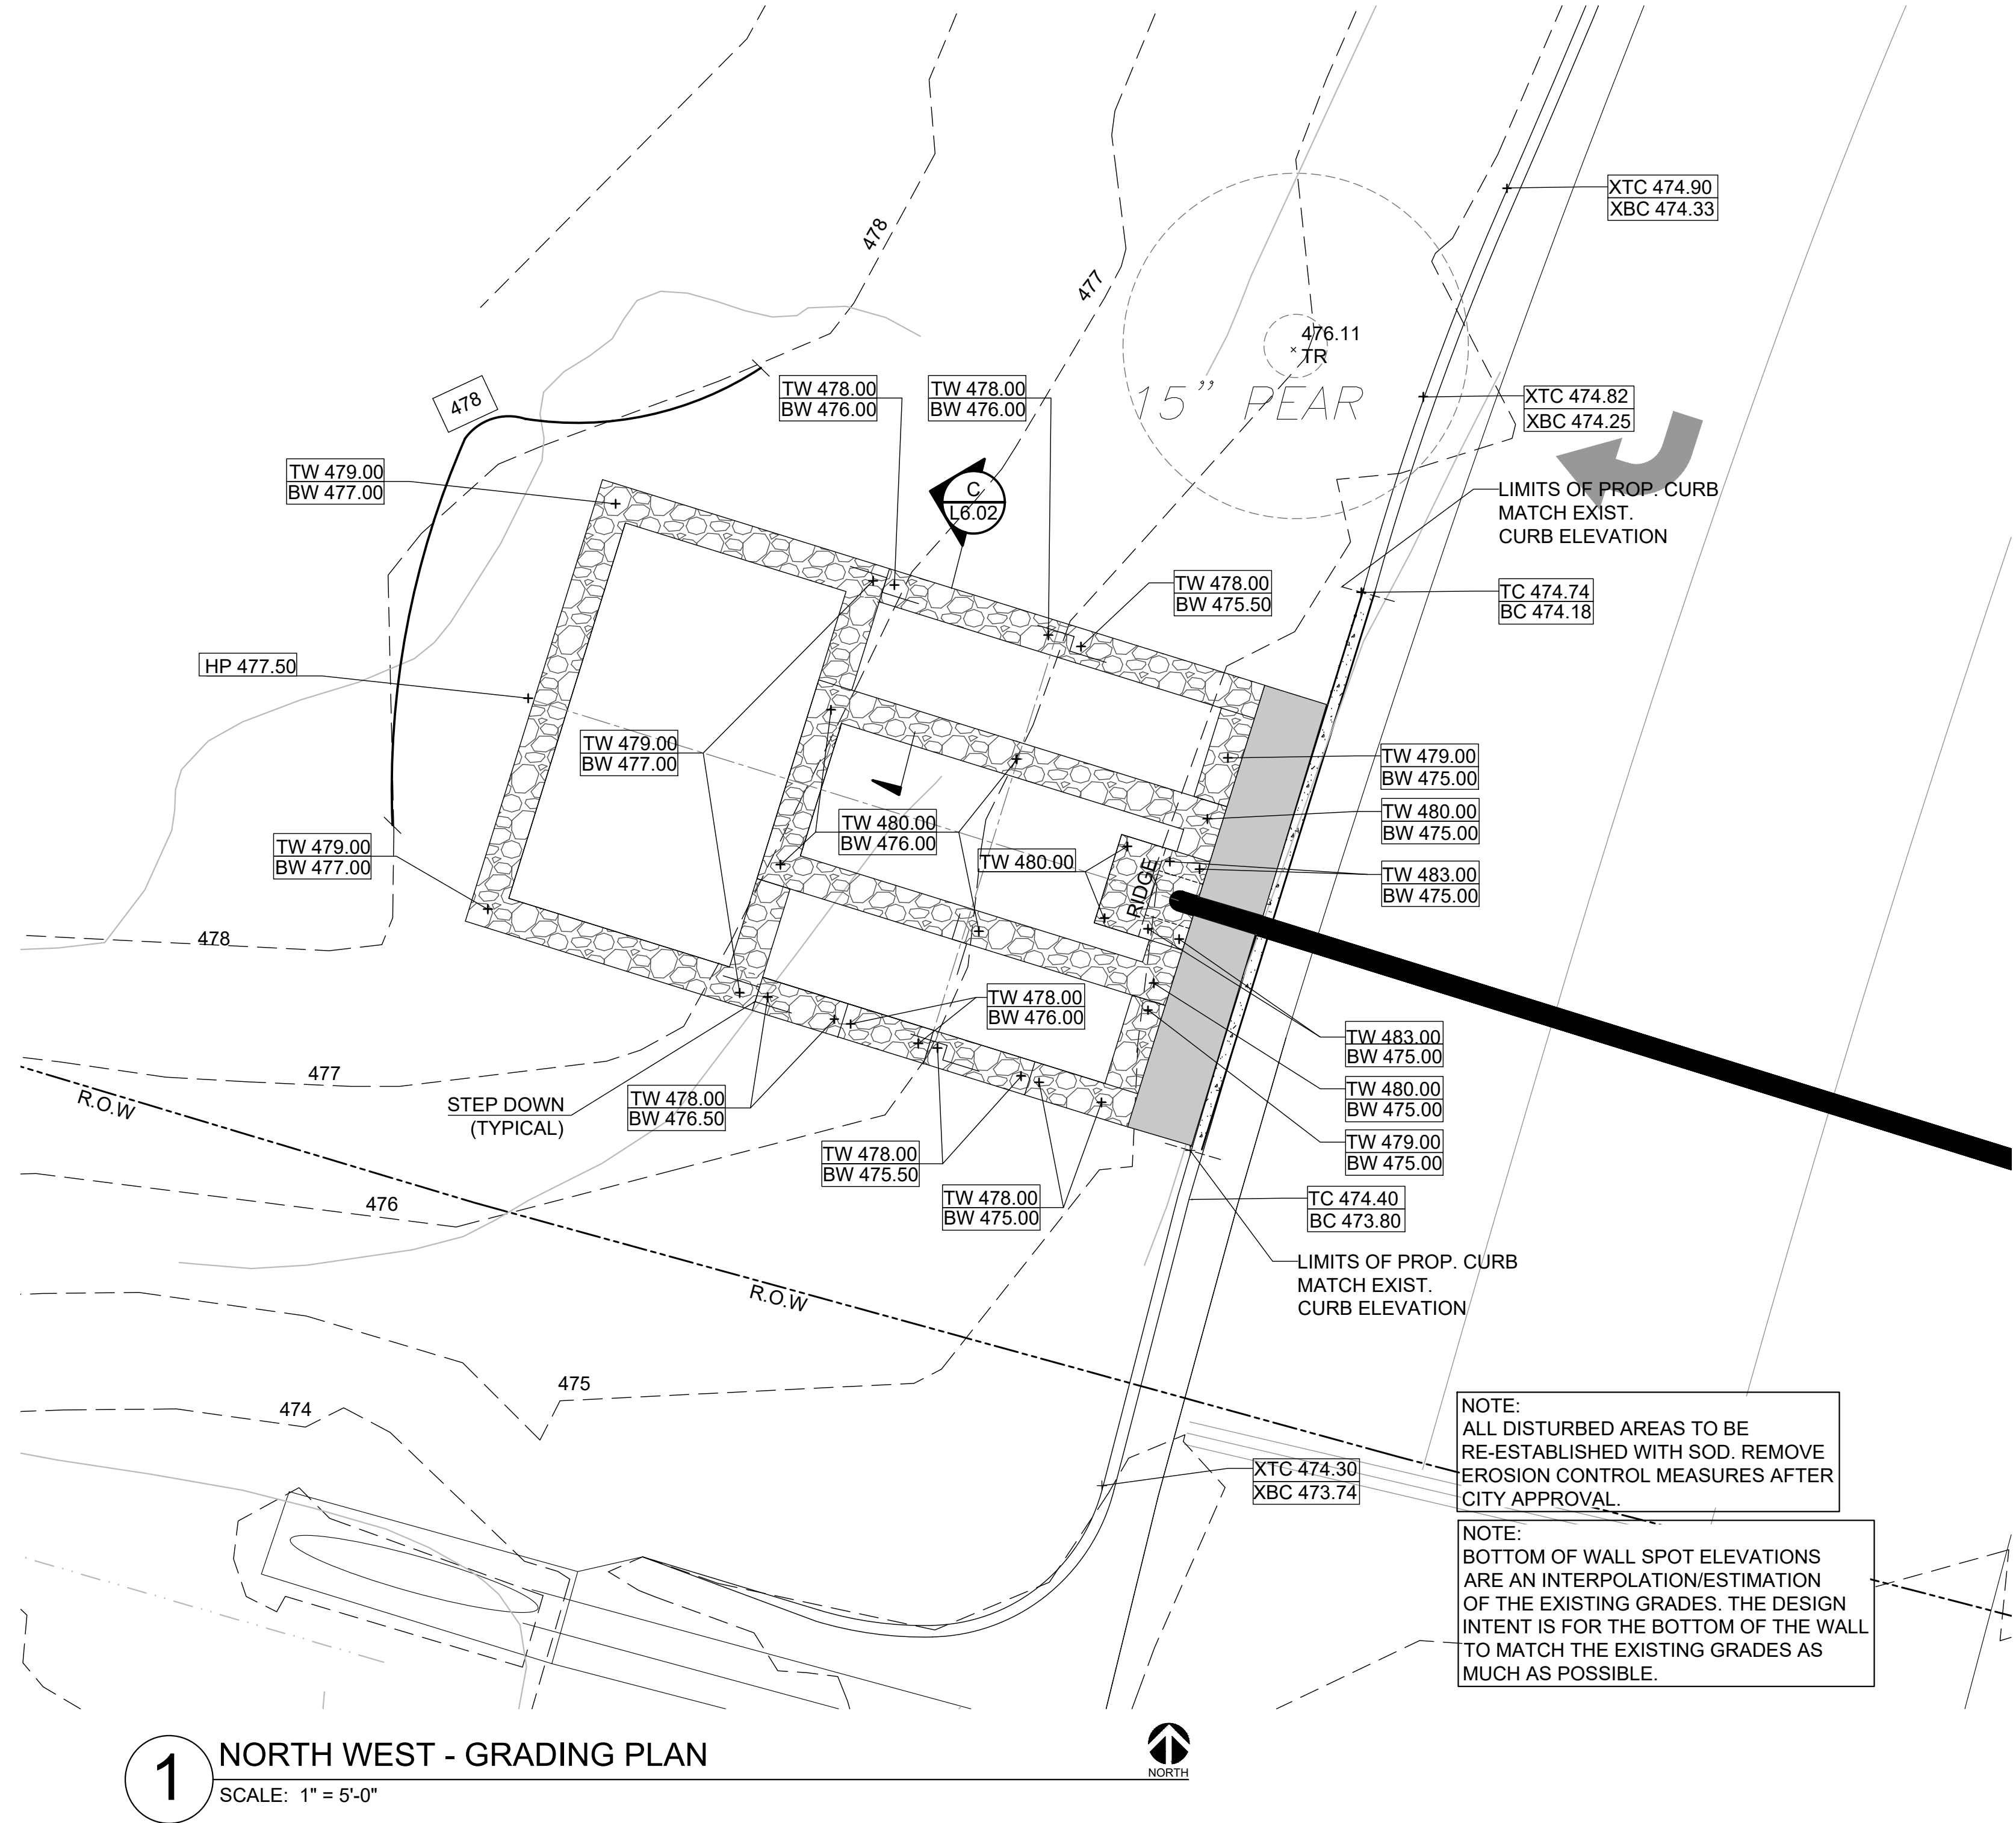 XTC 474.90
XBC 474.33
478
477
476.11
TR
15” PEAR
478
TW 478.00
BW 476.00
TW 478.00
BW 476.00
XTC 474.82
XBC 474.25
TW 479.00
BW 477.00
C
L6.02
LIMITS OF PROP. CURB
MATCH EXIST.
CURB ELEVATION
TW 478.00
BW 475.50
TC 474.74
BC 474.18
HP 477.50
TW 479.00
BW 477.00
TW 479.00
BW 475.00
TW 480.00
BW 476.00
TW 480.00
BW 475.00
TW 479.00
BW 477.00
TW 480.00
RIDGE
TW 483.00
BW 475.00
478
TW 478.00
BW 476.00
TW 483.00
BW 475.00
477
R.O.W
STEP DOWN
(TYPICAL)
TW 478.00
BW 476.50
TW 480.00
BW 475.00
TW 478.00
BW 475.50
TW 479.00
BW 475.00
476
TW 478.00
BW 475.00
TC 474.40
BC 473.80
R.O.W
LIMITS OF PROP. CURB
MATCH EXIST.
CURB ELEVATION
475
474
XTC 474.30
XBC 473.74
NOTE:
ALL DISTURBED AREAS TO BE
RE-ESTABLISHED WITH SOD. REMOVE
EROSION CONTROL MEASURES AFTER
CITY APPROVAL.
NOTE:
BOTTOM OF WALL SPOT ELEVATIONS
ARE AN INTERPOLATION/ESTIMATION
OF THE EXISTING GRADES. THE DESIGN
INTENT IS FOR THE BOTTOM OF THE WALL
TO MATCH THE EXISTING GRADES AS
MUCH AS POSSIBLE.
1
NORTH WEST - GRADING PLAN
SCALE: 1" = 5'-0"
NORTH